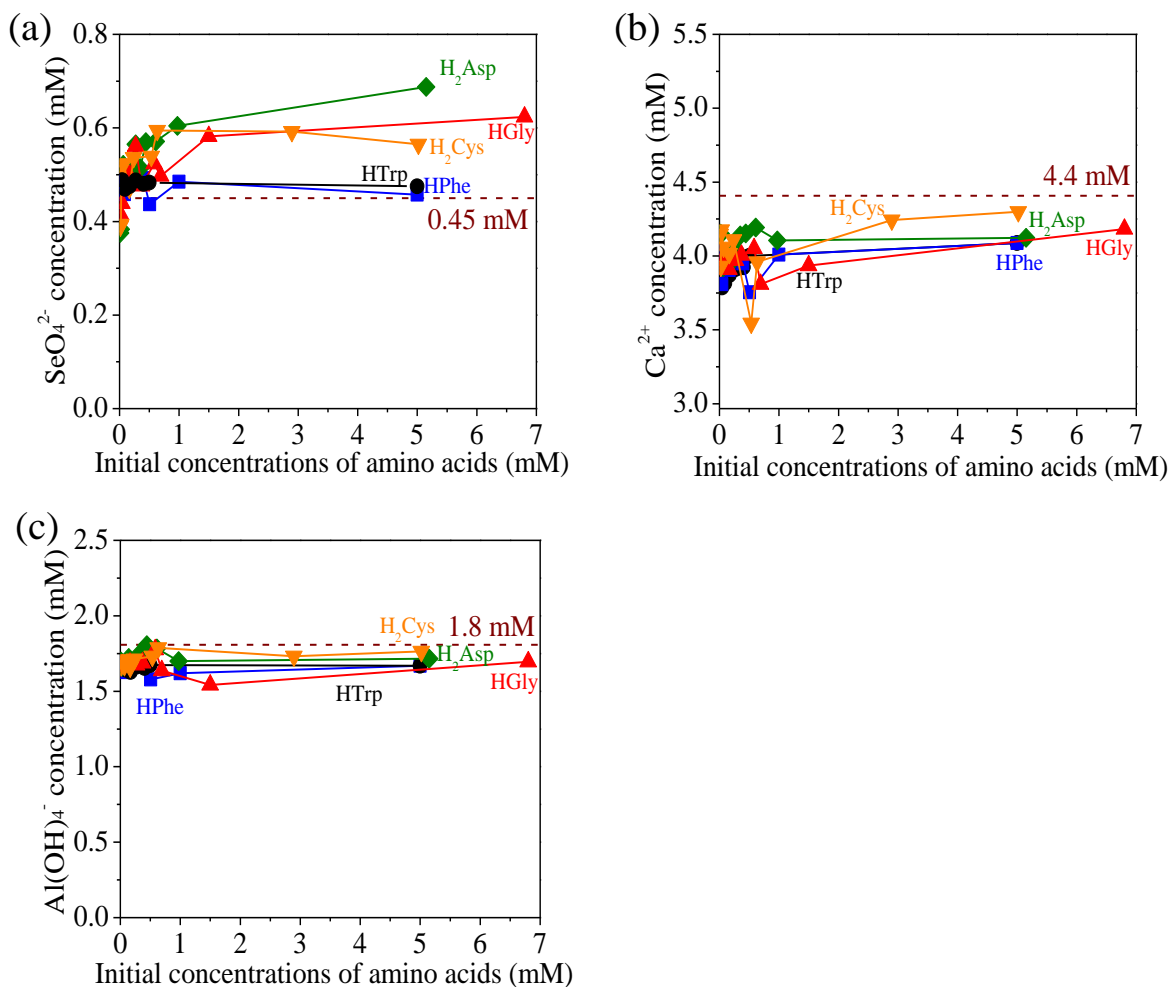 (a)
0.8
0.6
0.4
0.2
0.0
SeO₄²⁻ concentration (mM)
H₂Asp
HGly
H₂Cys
HTrp
HPhe
0.45 mM
0 1 2 3 4 5 6 7
Initial concentrations of amino acids (mM)
(b)
5.5
5.0
4.5
4.0
3.5
3.0
Ca²⁺ concentration (mM)
4.4 mM
H₂Cys
H₂Asp
HGly
HPhe
HTrp
0 1 2 3 4 5 6 7
Initial concentrations of amino acids (mM)
(c)
2.5
2.0
1.5
1.0
0.5
0.0
Al(OH)₄⁻ concentration (mM)
H₂Cys
1.8 mM
H₂Asp
HGly
HTrp
HPhe
0 1 2 3 4 5 6 7
Initial concentrations of amino acids (mM)